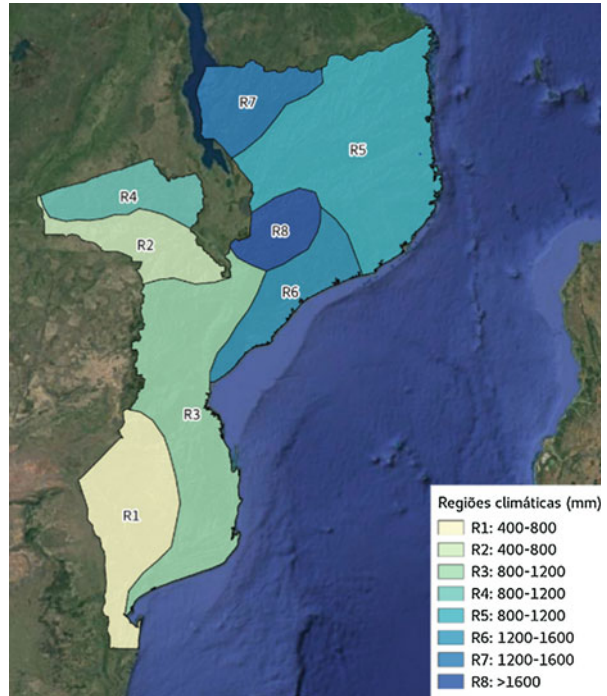 R7
R5
R4
R8
R2
R6
R3
R1
Regiões climáticas (mm)
R1: 400-800
R2: 400-800
R3: 800-1200
R4: 800-1200
R5: 800-1200
R6: 1200-1600
R7: 1200-1600
R8: >1600